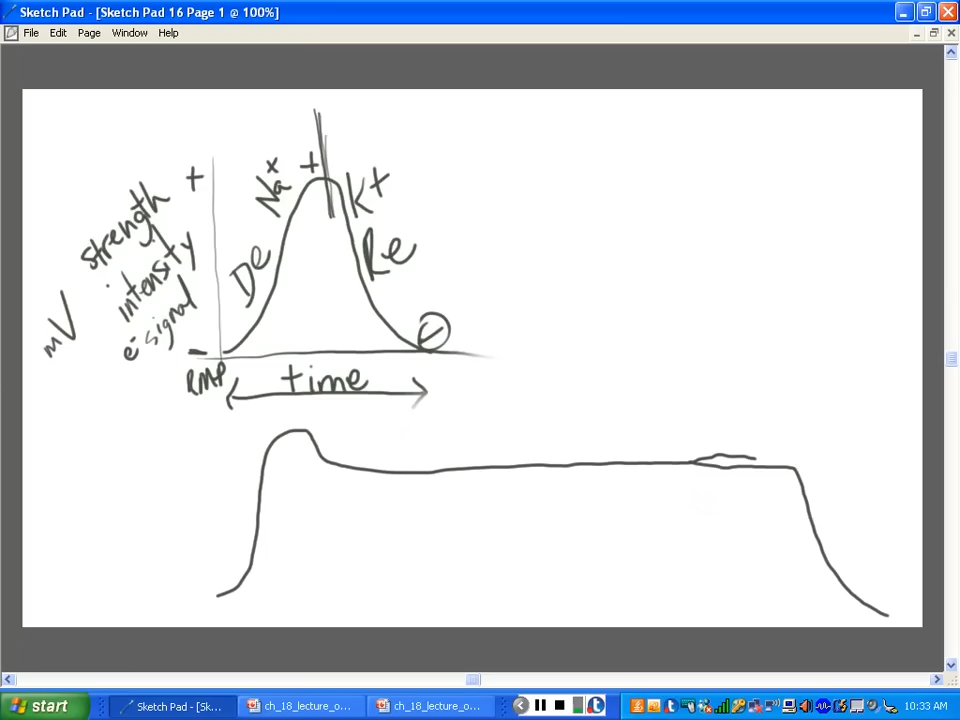 Sketch Pad - [Sketch Pad 16 Page 1 @ 100%]
File Edit Page Window Help
+
Na+
+
K+
De
Re
mV
strength
intensity
e- signal
-
RMP
time
start
Sketch Pad - [Sk...
ch_18_lecture_o...
ch_18_lecture_o...
10:33 AM